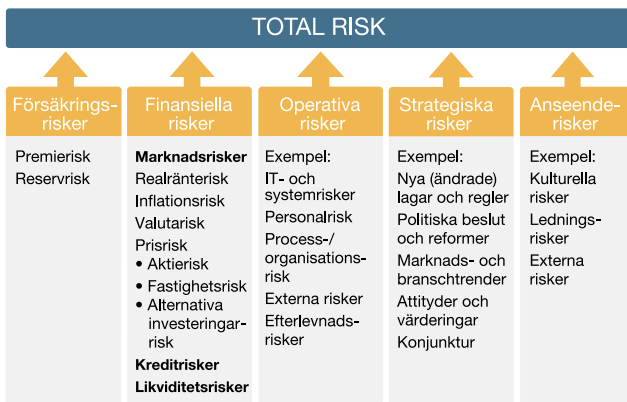 TOTAL RISK
Försäkrings-
risker
Premierisk
Reservrisk
Finansiella
risker
Marknadsrisker
Realränterisk
Inflationsrisk
Valutarisk
Prisrisk
• Aktierisk
• Fastighetsrisk
• Alternativa
investeringar-
risk
Kreditrisker
Likviditetsrisker
Operativa
risker
Exempel:
IT- och
systemrisker
Personalrisk
Process-/
organisations-
risk
Externa risker
Efterlevnads-
risker
Strategiska
risker
Exempel:
Nya (ändrade)
lagar och regler
Politiska beslut
och reformer
Marknads- och
branschtrender
Attityder och
värderingar
Konjunktur
Anseende-
risker
Exempel:
Kulturella
risker
Lednings-
risker
Externa
risker